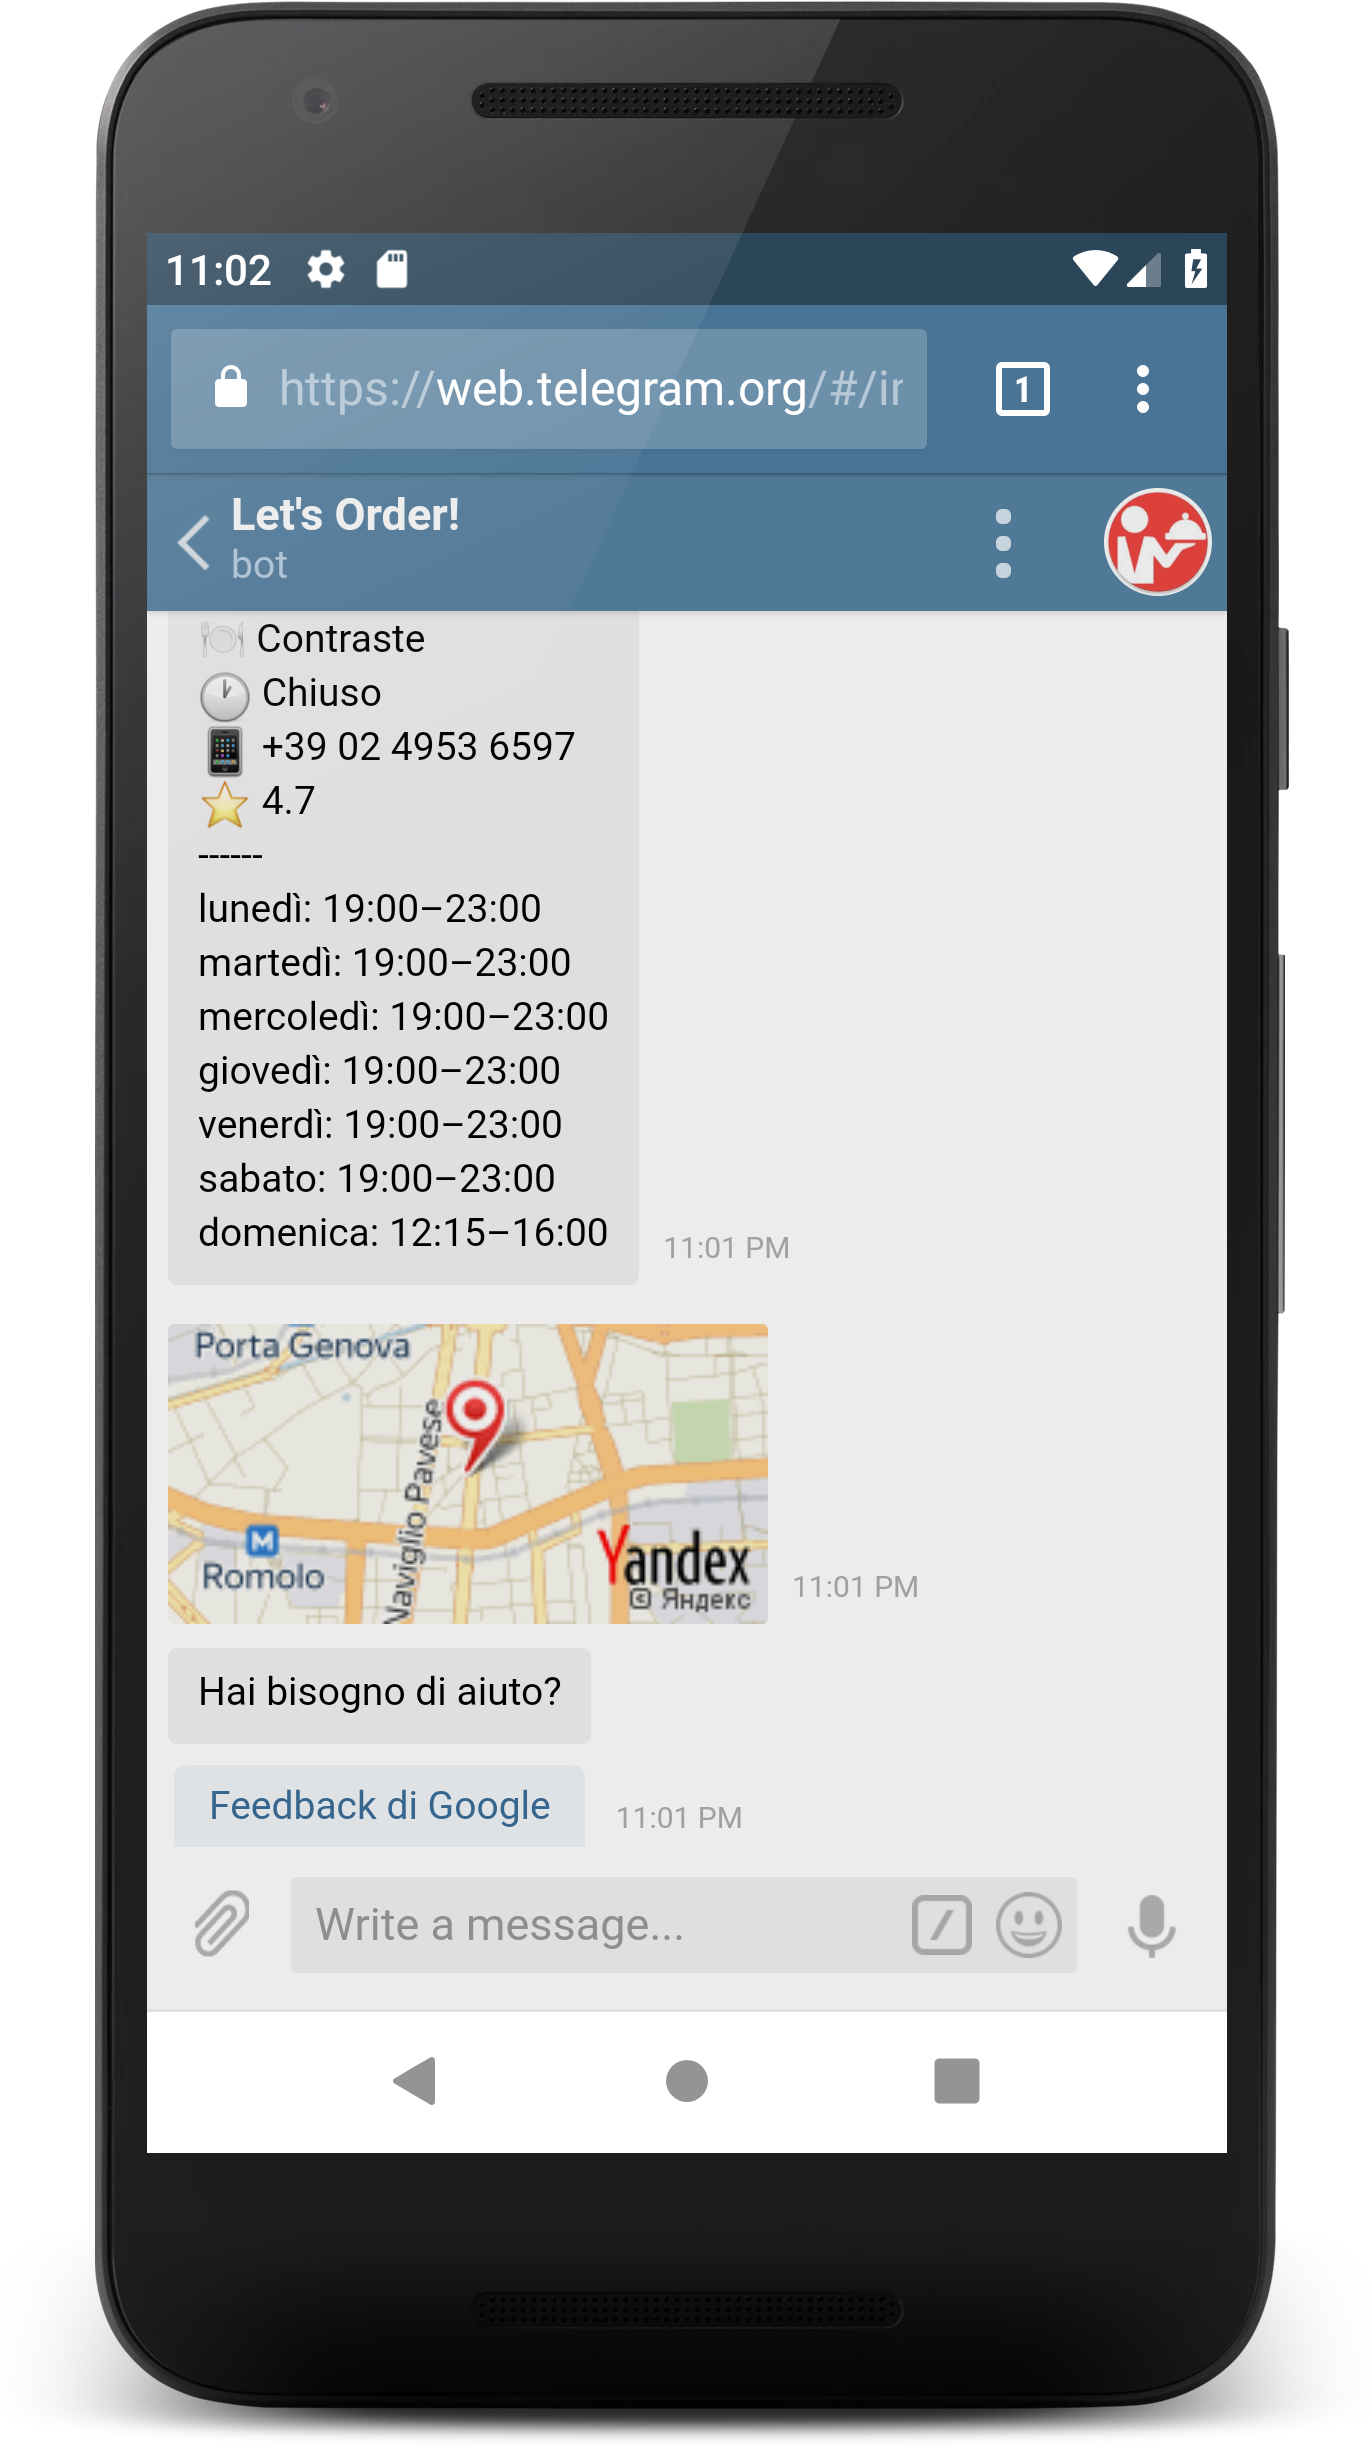 11:02
https://web.telegram.org/#/ir
1
Let's Order!
bot
Contraste
Chiuso
+39 02 4953 6597
4.7
------
lunedì: 19:00–23:00
martedì: 19:00–23:00
mercoledì: 19:00–23:00
giovedì: 19:00–23:00
venerdì: 19:00–23:00
sabato: 19:00–23:00
domenica: 12:15–16:00
11:01 PM
Porta Genova
Naviglio Pavese
M
Romolo
Yandex
© Яндекс
11:01 PM
Hai bisogno di aiuto?
Feedback di Google
11:01 PM
Write a message...